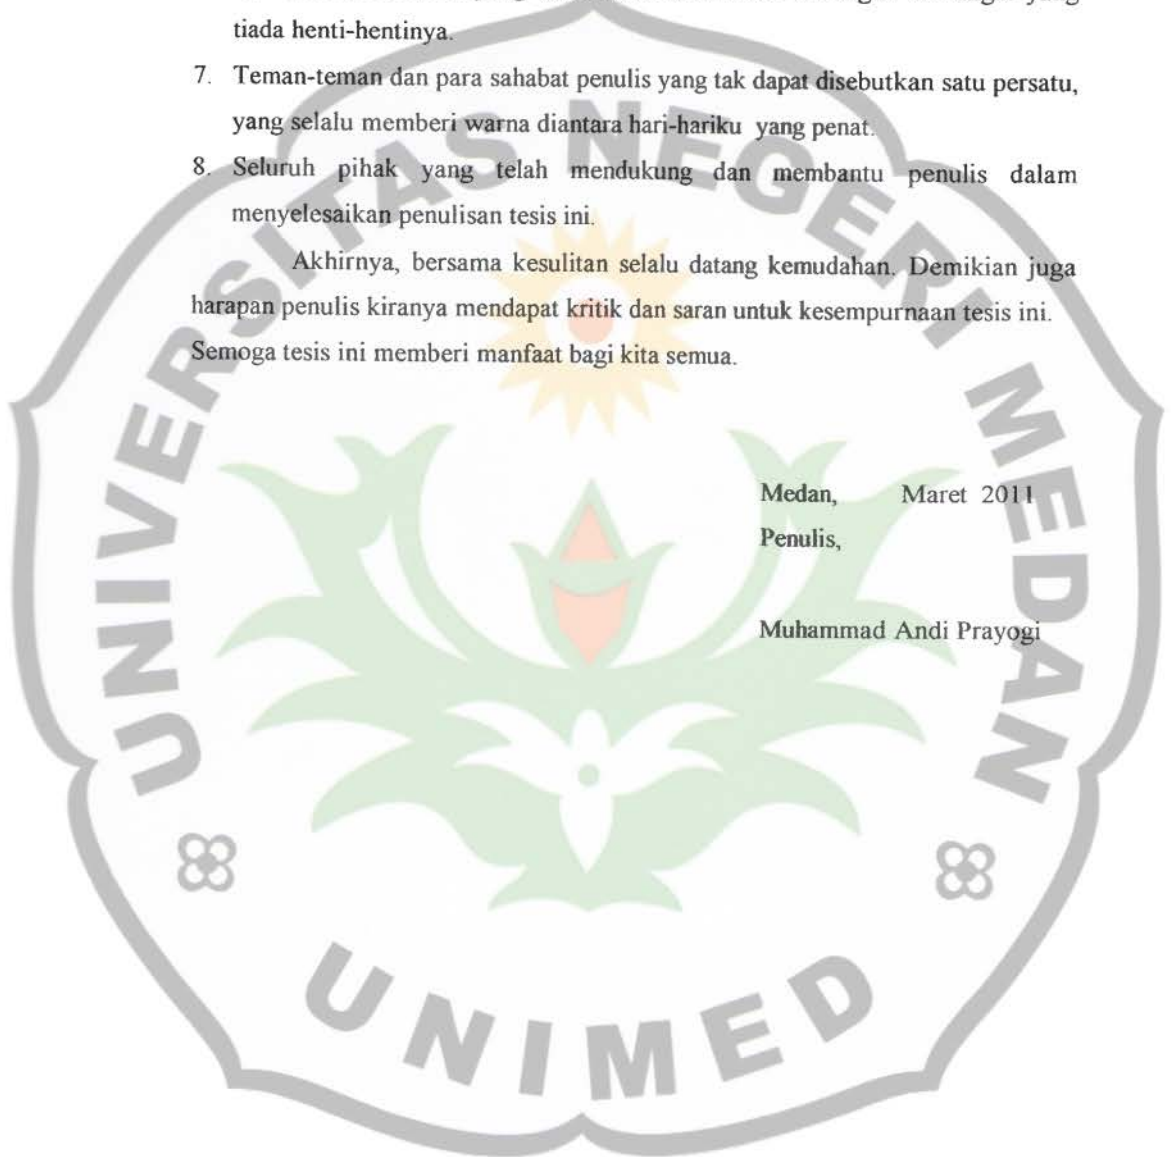 tiada henti-hentinya.
7. Teman-teman dan para sahabat penulis yang tak dapat disebutkan satu persatu,
yang selalu memberi warna diantara hari-hariku yang penat.
8. Seluruh pihak yang telah mendukung dan membantu penulis dalam
menyelesaikan penulisan tesis ini.
Akhirnya, bersama kesulitan selalu datang kemudahan. Demikian juga
harapan penulis kiranya mendapat kritik dan saran untuk kesempurnaan tesis ini.
Semoga tesis ini memberi manfaat bagi kita semua.
Medan, Maret 2011
Penulis,
Muhammad Andi Prayogi
UNIVERSITAS NEGERI MEDAN
UNIMED